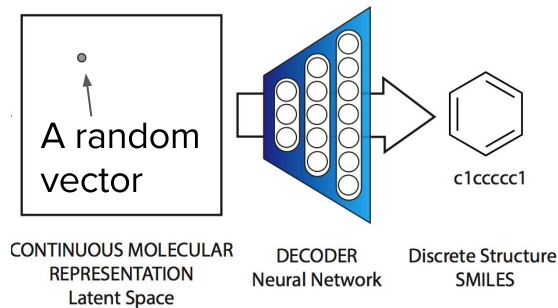 A random
vector
c1ccccc1
CONTINUOUS MOLECULAR
REPRESENTATION
Latent Space
DECODER
Neural Network
Discrete Structure
SMILES